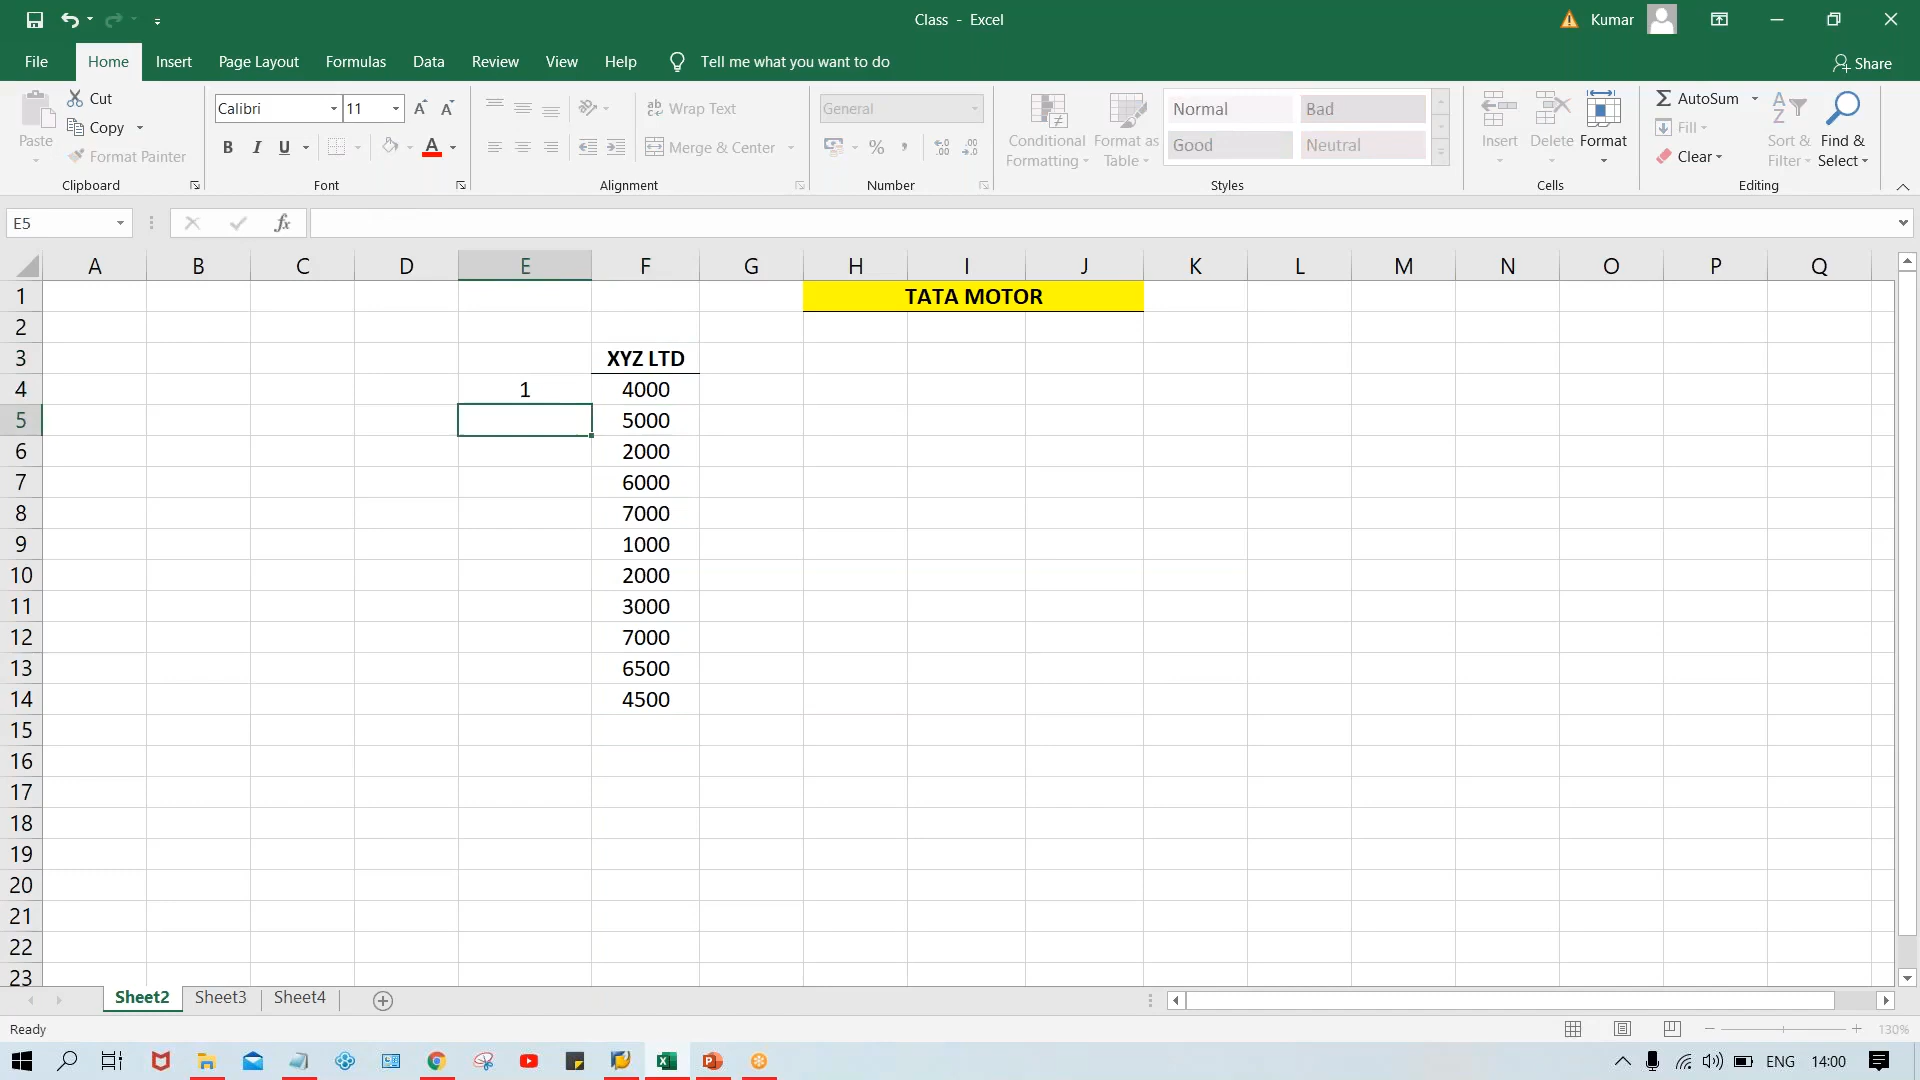 Class - Excel
Kumar
File Home Insert Page Layout Formulas Data Review View Help Tell me what you want to do
Share
Paste
Cut
Copy
Format Painter
Clipboard
Calibri 11
B I U A
Font
ab Wrap Text
Merge & Center
Alignment
General
% , .00
Number
Conditional Formatting
Format as Table
Normal Bad
Good Neutral
Styles
Insert Delete Format
Cells
AutoSum
Fill
Clear
Sort & Filter
Find & Select
Editing
E5 fx
A B C D E F G H I J K L M N O P Q
1 TATA MOTOR
2
3 XYZ LTD
4 1 4000
5 5000
6 2000
7 6000
8 7000
9 1000
10 2000
11 3000
12 7000
13 6500
14 4500
15
16
17
18
19
20
21
22
23
Sheet2 Sheet3 Sheet4
Ready
130%
ENG 14:00